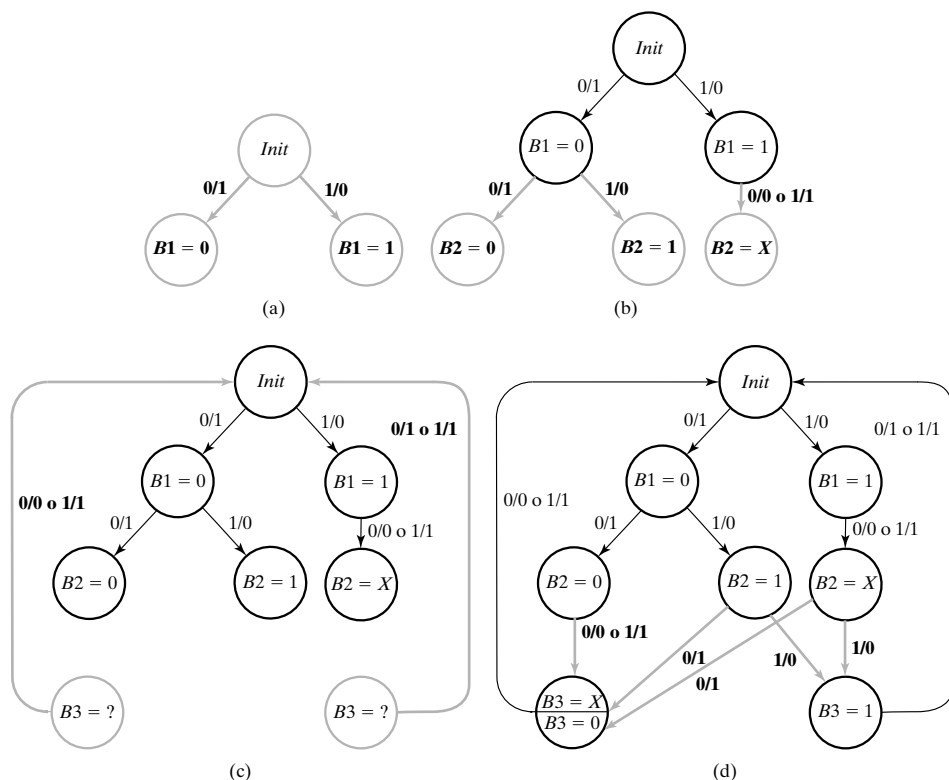 Init
0/1
1/0
B1 = 0
B1 = 1
(a)
Init
0/1
1/0
B1 = 0
B1 = 1
0/1
1/0
0/0 o 1/1
B2 = 0
B2 = 1
B2 = X
(b)
Init
0/1
1/0
0/1 o 1/1
B1 = 0
B1 = 1
0/0 o 1/1
0/1
1/0
0/0 o 1/1
B2 = 0
B2 = 1
B2 = X
B3 = ?
B3 = ?
(c)
Init
0/1
1/0
0/1 o 1/1
B1 = 0
B1 = 1
0/0 o 1/1
0/1
1/0
0/0 o 1/1
B2 = 0
B2 = 1
B2 = X
0/0 o 1/1
0/1
1/0
1/0
0/1
B3 = X
B3 = 0
B3 = 1
(d)